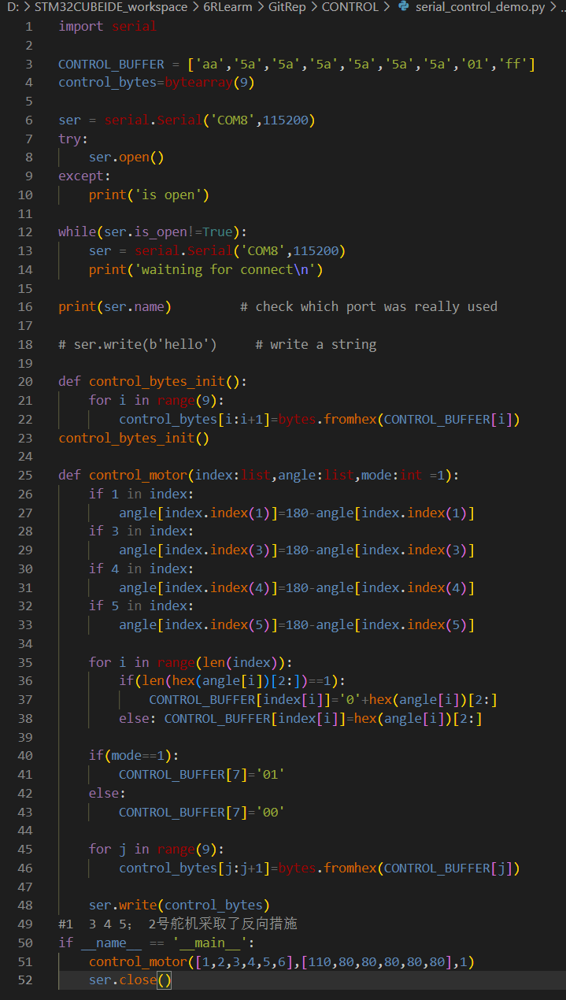 D: > STM32CUBEIDE_workspace > 6RLearm > GitRep > CONTROL > serial_control_demo.py > ..
1 import serial
2
3 CONTROL_BUFFER = ['aa','5a','5a','5a','5a','5a','5a','01','ff']
4 control_bytes=bytearray(9)
5
6 ser = serial.Serial('COM8',115200)
7 try:
8     ser.open()
9 except:
10     print('is open')
11
12 while(ser.is_open!=True):
13     ser = serial.Serial('COM8',115200)
14     print('waitning for connect\n')
15
16 print(ser.name)         # check which port was really used
17
18 # ser.write(b'hello')     # write a string
19
20 def control_bytes_init():
21     for i in range(9):
22         control_bytes[i:i+1]=bytes.fromhex(CONTROL_BUFFER[i])
23 control_bytes_init()
24
25 def control_motor(index:list,angle:list,mode:int =1):
26     if 1 in index:
27         angle[index.index(1)]=180-angle[index.index(1)]
28     if 3 in index:
29         angle[index.index(3)]=180-angle[index.index(3)]
30     if 4 in index:
31         angle[index.index(4)]=180-angle[index.index(4)]
32     if 5 in index:
33         angle[index.index(5)]=180-angle[index.index(5)]
34
35     for i in range(len(index)):
36         if(len(hex(angle[i])[2:])==1):
37             CONTROL_BUFFER[index[i]]='0'+hex(angle[i])[2:]
38         else: CONTROL_BUFFER[index[i]]=hex(angle[i])[2:]
39
40     if(mode==1):
41         CONTROL_BUFFER[7]='01'
42     else:
43         CONTROL_BUFFER[7]='00'
44
45     for j in range(9):
46         control_bytes[j:j+1]=bytes.fromhex(CONTROL_BUFFER[j])
47
48     ser.write(control_bytes)
49 #1  3 4 5； 2号舵机采取了反向措施
50 if __name__ == '__main__':
51     control_motor([1,2,3,4,5,6],[110,80,80,80,80,80],1)
52     ser.close()